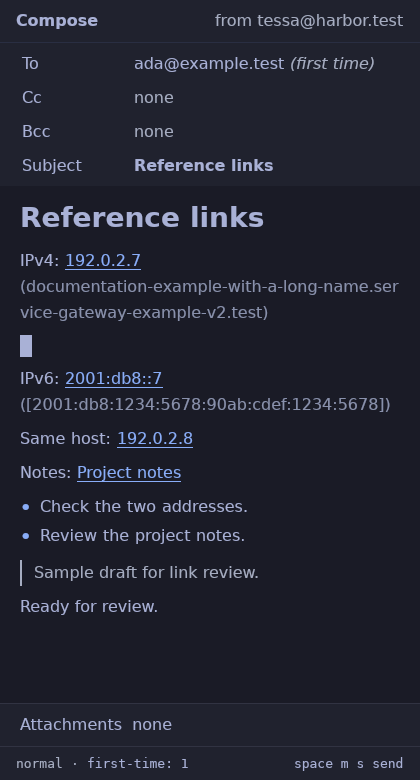 Compose from tessa@harbor.test
To ada@example.test (first time)
Cc none
Bcc none
Subject Reference links
Reference links
IPv4: 192.0.2.7
(documentation-example-with-a-long-name.ser
vice-gateway-example-v2.test)
IPv6: 2001:db8::7
([2001:db8:1234:5678:90ab:cdef:1234:5678])
Same host: 192.0.2.8
Notes: Project notes
• Check the two addresses.
• Review the project notes.
Sample draft for link review.
Ready for review.
Attachments none
normal · first-time: 1 space m s send